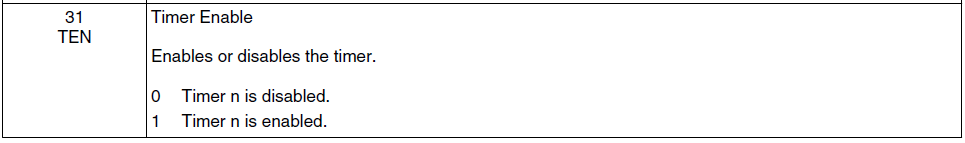 31
TEN
Timer Enable
Enables or disables the timer.
0 Timer n is disabled.
1 Timer n is enabled.